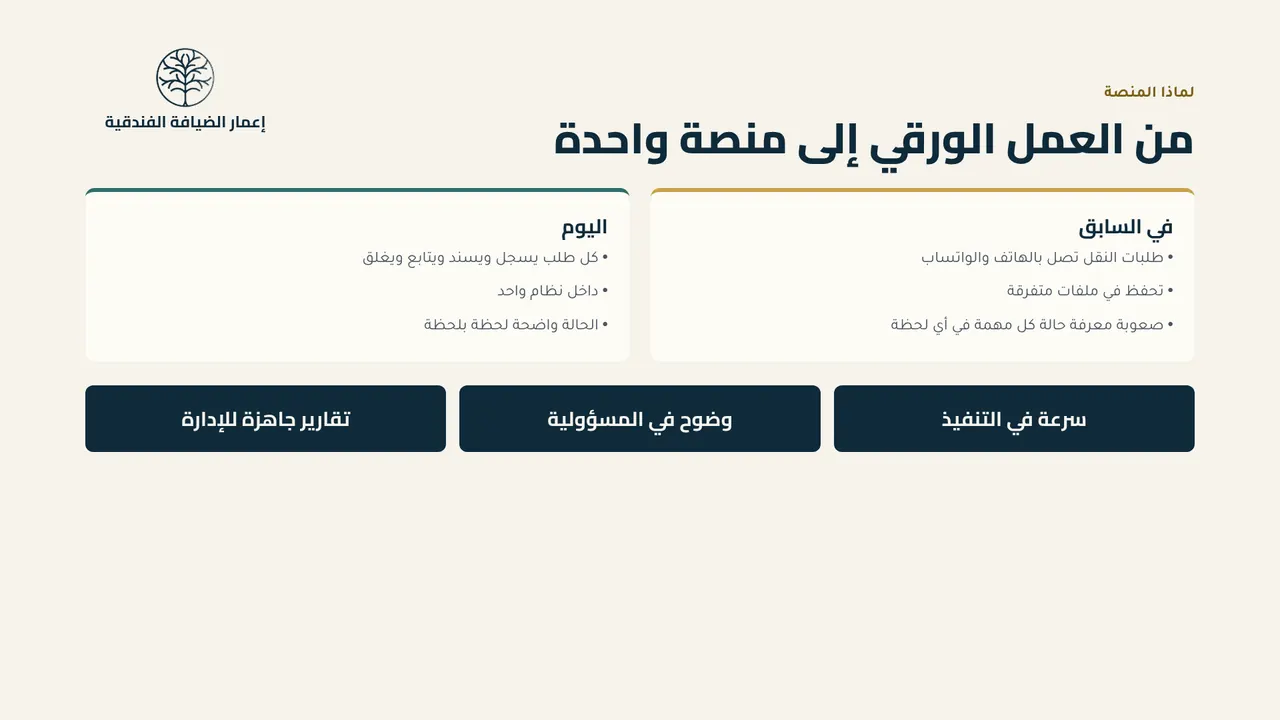 إعمار الضيافة الفندقية
لماذا المنصة
من العمل الورقي إلى منصة واحدة
في السابق
• طلبات النقل تصل بالهاتف والواتساب
• تحفظ في ملفات متفرقة
• صعوبة معرفة حالة كل مهمة في أي لحظة
اليوم
• كل طلب يسجل ويسند ويتابع ويغلق
• داخل نظام واحد
• الحالة واضحة لحظة بلحظة
سرعة في التنفيذ
وضوح في المسؤولية
تقارير جاهزة للإدارة